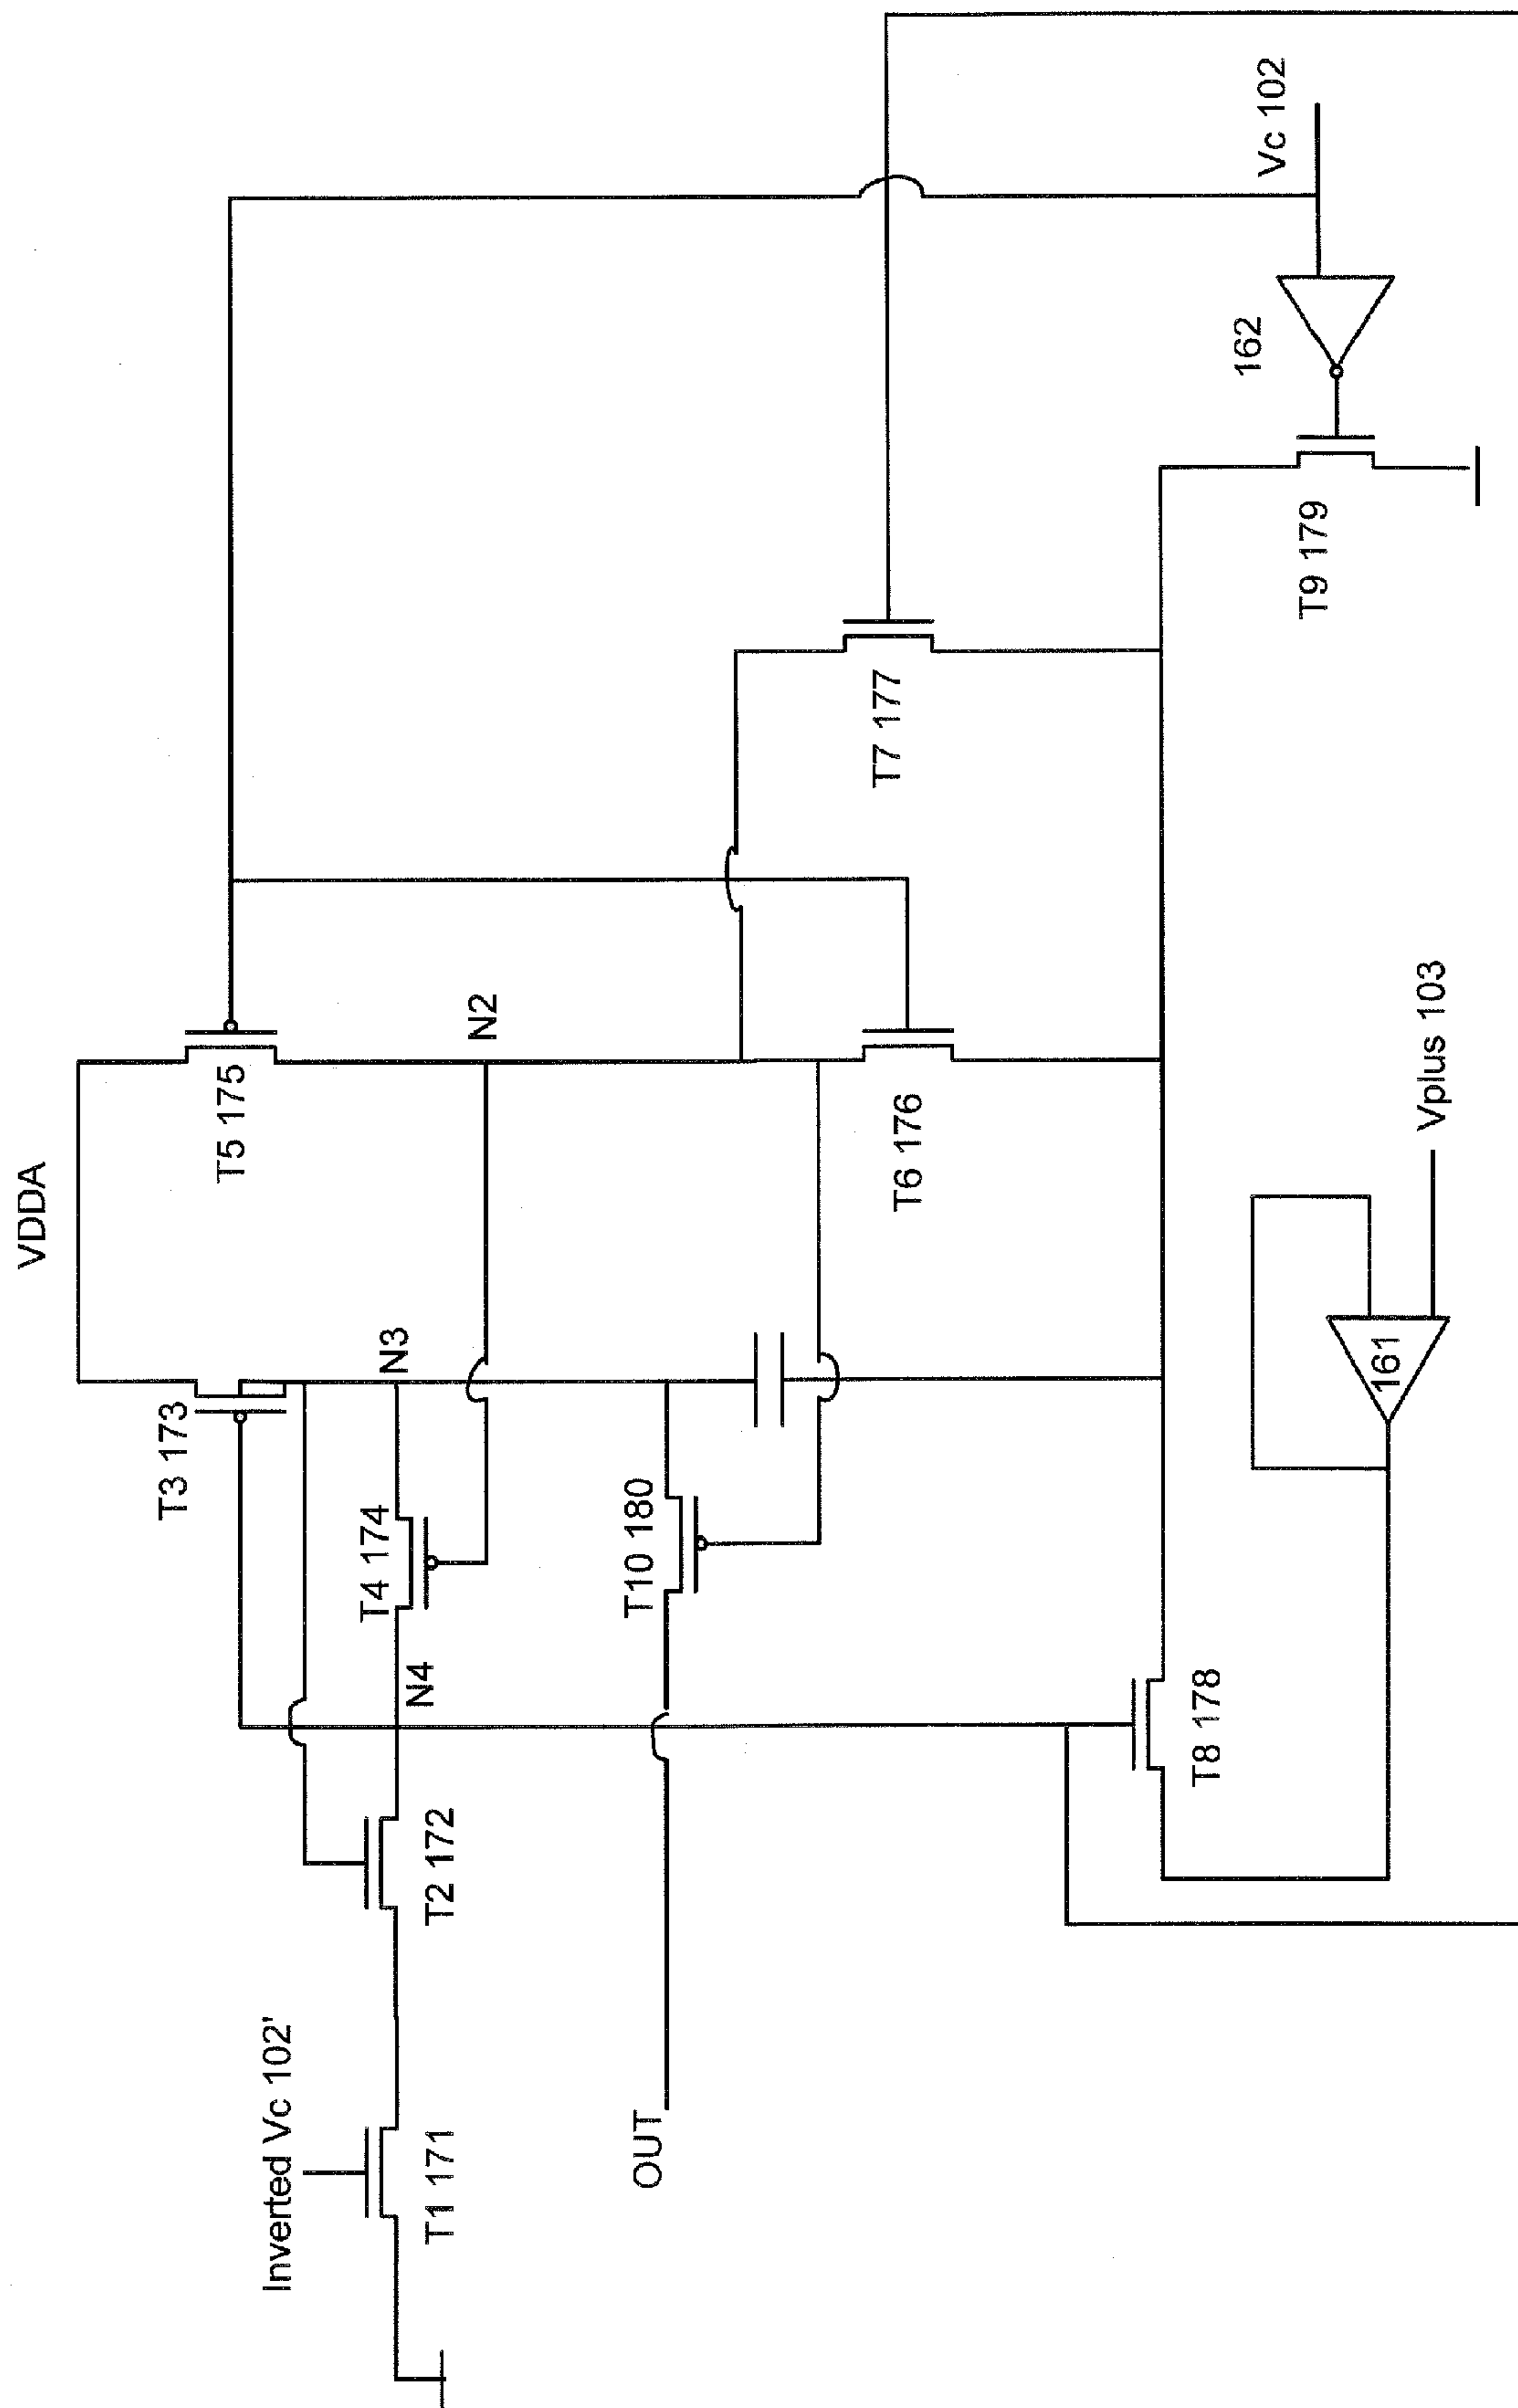 VDDA
T3 173
T5 175
N3
N2
T4 174
N4
T2 172
Inverted Vc 102'
T1 171
T10 180
OUT
T6 176
T7 177
T8 178
161
Vplus 103
T9 179
162
Vc 102